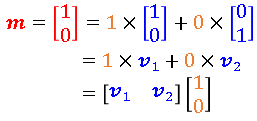 m = [1 0] = 1 × [1 0] + 0 × [0 1]
= 1 × v₁ + 0 × v₂
= [v₁ v₂] [1 0]